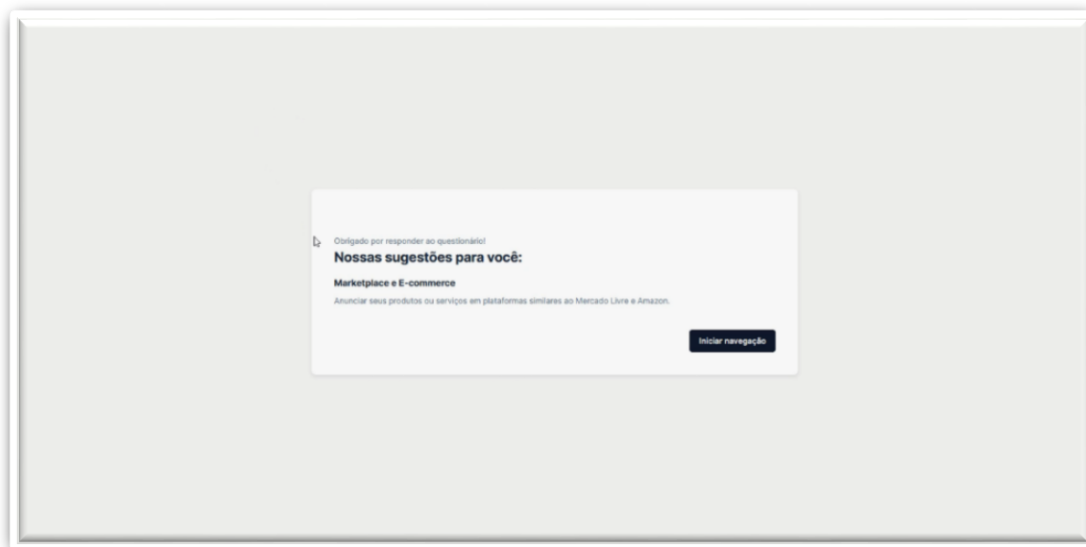 Obrigado por responder ao questionário!
Nossas sugestões para você:
Marketplace e E-commerce
Anunciar seus produtos ou serviços em plataformas similares ao Mercado Livre e Amazon.
Iniciar navegação